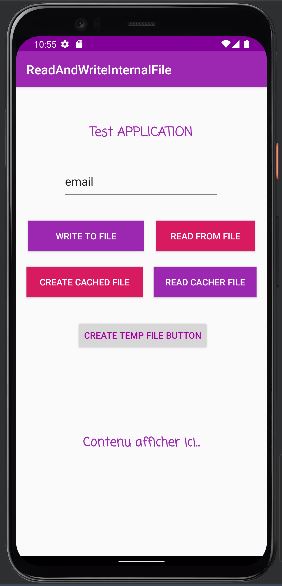 10:55
ReadAndWriteInternalFile
Test APPLICATION
email
WRITE TO FILE READ FROM FILE
CREATE CACHED FILE READ CACHER FILE
CREATE TEMP FILE BUTTON
Contenu afficher ici..